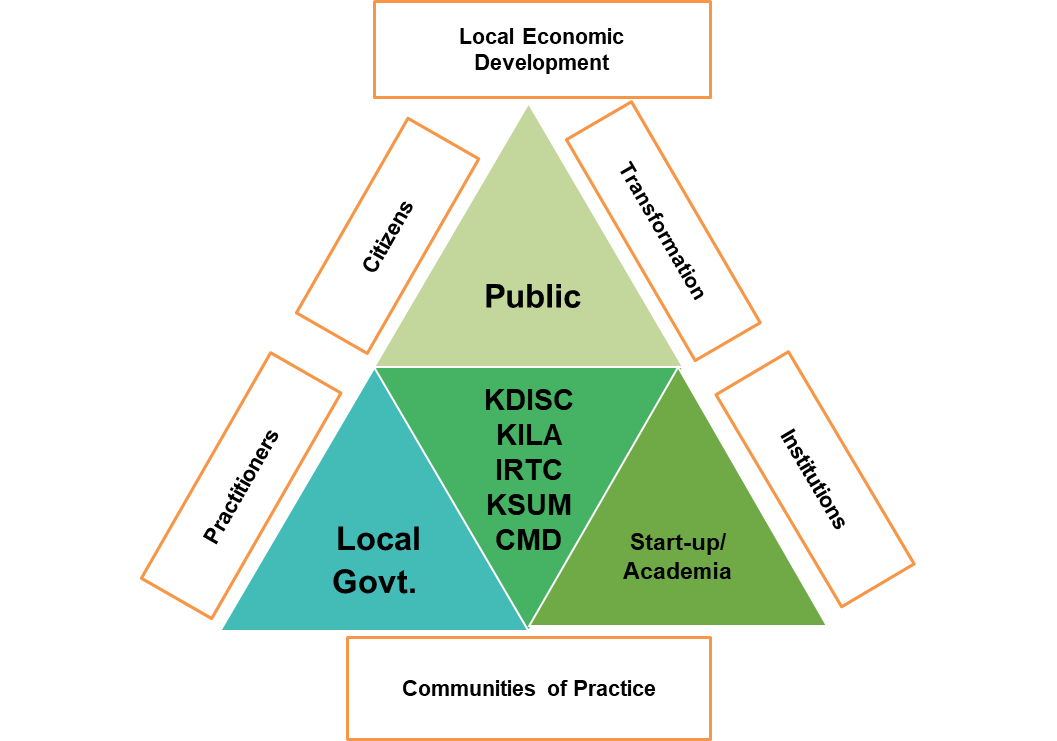 Local Economic
Development
Citizens
Transformation
Public
Practitioners
KDISC
KILA
IRTC
KSUM
CMD
Institutions
Local
Govt.
Start-up/
Academia
Communities of Practice